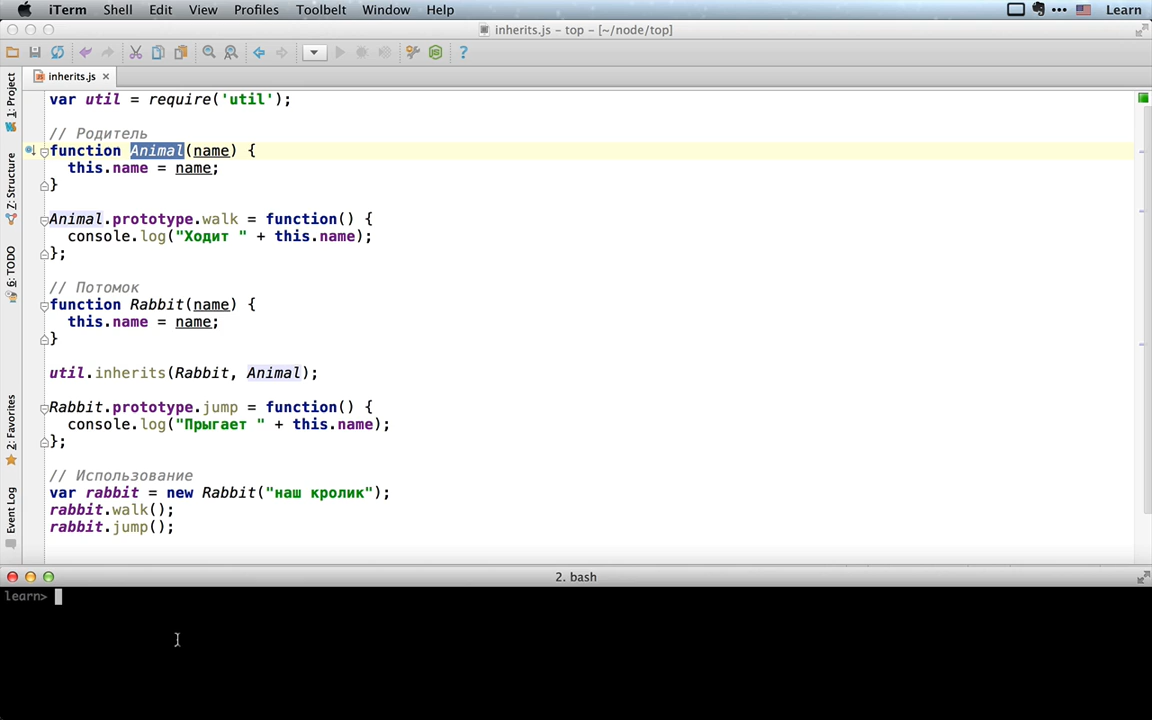 iTerm Shell Edit View Profiles Toolbelt Window Help Learn
inherits.js – top – [~/node/top]
inherits.js
1: Project
7: Structure
6: TODO
2: Favorites
Event Log
var util = require('util');
// Родитель
function Animal(name) {
this.name = name;
}
Animal.prototype.walk = function() {
console.log("Ходит " + this.name);
};
// Потомок
function Rabbit(name) {
this.name = name;
}
util.inherits(Rabbit, Animal);
Rabbit.prototype.jump = function() {
console.log("Прыгает " + this.name);
};
// Использование
var rabbit = new Rabbit("наш кролик");
rabbit.walk();
rabbit.jump();
2. bash
learn>